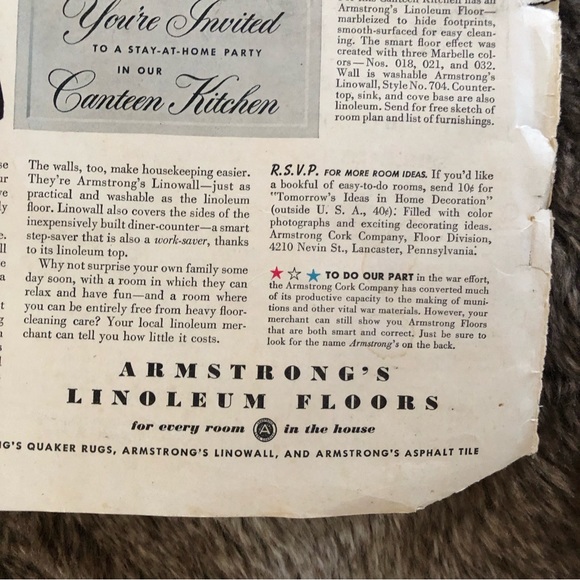 You're Invited
TO A STAY-AT-HOME PARTY
IN OUR
Canteen Kitchen
Armstrong's Linoleum Floor—
marbleized to hide footprints,
smooth-surfaced for easy clean-
ing. The smart floor effect was
created with three Marbelle col-
ors—Nos. 018, 021, and 032.
Wall is washable Armstrong's
Linowall, Style No. 704. Counter-
top, sink, and cove base are also
linoleum. Send for free sketch of
room plan and list of furnishings.
The walls, too, make housekeeping easier.
They're Armstrong's Linowall—just as
practical and washable as the linoleum
floor. Linowall also covers the sides of the
inexpensively built diner-counter—a smart
step-saver that is also a work-saver, thanks
to its linoleum top.
Why not surprise your own family some
day soon, with a room in which they can
relax and have fun—and a room where
you can be entirely free from heavy floor-
cleaning care? Your local linoleum mer-
chant can tell you how little it costs.
R.S.V.P. FOR MORE ROOM IDEAS. If you'd like
a bookful of easy-to-do rooms, send 10¢ for
"Tomorrow's Ideas in Home Decoration"
(outside U. S. A., 40¢). Filled with color
photographs and exciting decorating ideas.
Armstrong Cork Company, Floor Division,
4210 Nevin St., Lancaster, Pennsylvania.
★ ☆ ★ TO DO OUR PART in the war effort,
the Armstrong Cork Company has converted much
of its productive capacity to the making of muni-
tions and other vital war materials. However, your
merchant can still show you Armstrong Floors
that are both smart and correct. Just be sure to
look for the name Armstrong's on the back.
ARMSTRONG'S
LINOLEUM FLOORS
for every room A in the house
G'S QUAKER RUGS, ARMSTRONG'S LINOWALL, AND ARMSTRONG'S ASPHALT TILE